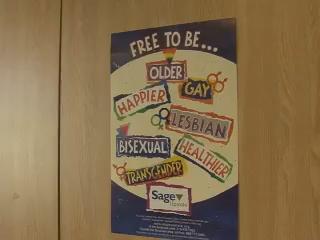 FREE TO BE...
OLDER
GAY
HAPPIER
LESBIAN
BISEXUAL
HEALTHIER!
TRANSGENDER
Sage